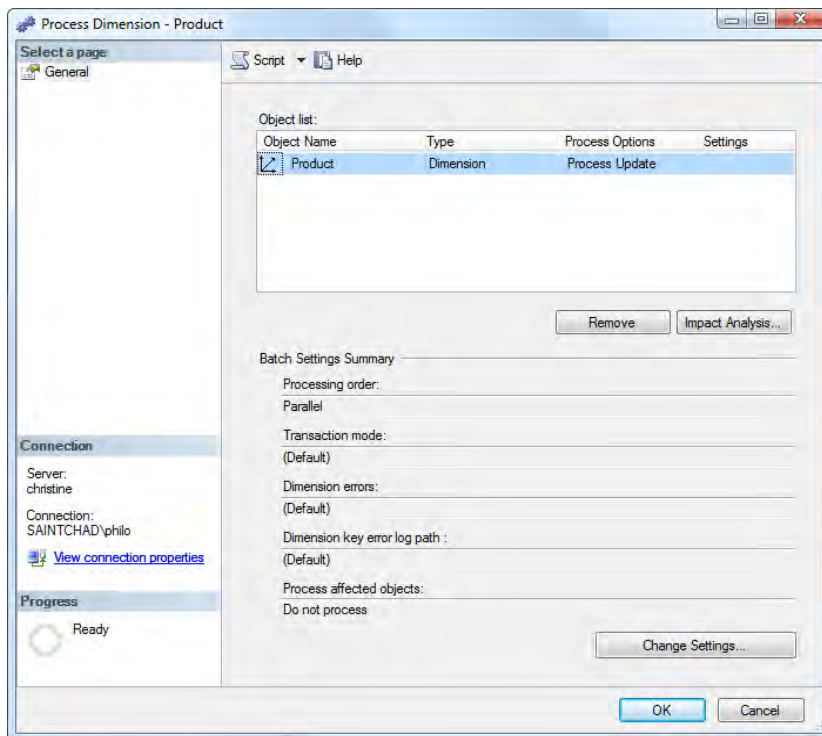 Process Dimension - Product
Select a page
General
Script Help
Object list:
Object Name Type Process Options Settings
Product Dimension Process Update
Remove Impact Analysis...
Batch Settings Summary
Processing order:
Parallel
Transaction mode:
(Default)
Dimension errors:
(Default)
Dimension key error log path :
(Default)
Process affected objects:
Do not process
Change Settings...
Connection
Server:
christine
Connection:
SAINTCHAD\philo
View connection properties
Progress
Ready
OK Cancel